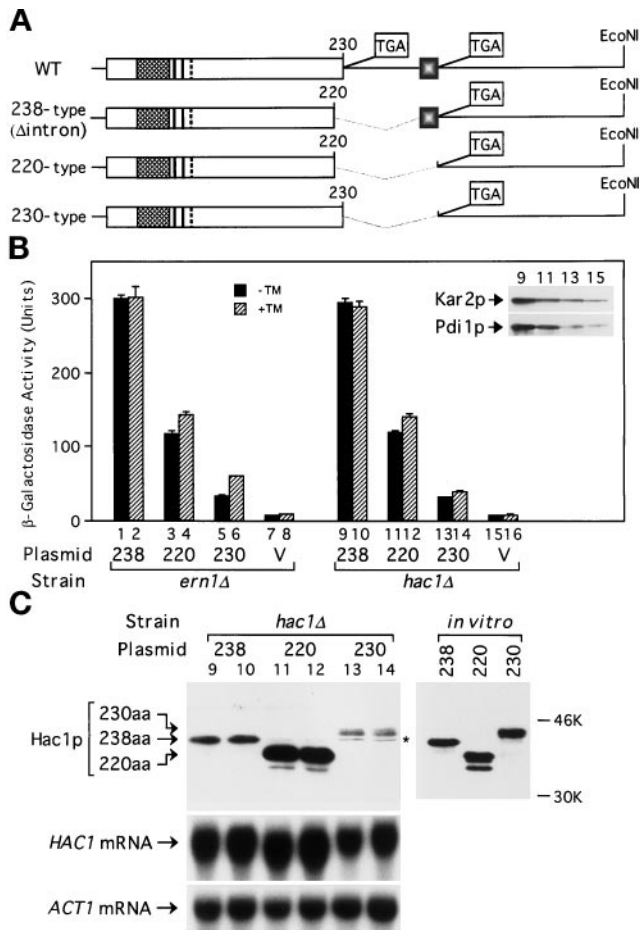 A
230 TGA TGA EcoNI
WT
238-type
(Δintron)
220 TGA EcoNI
220-type
220 TGA EcoNI
230-type
230 TGA EcoNI
B
β-Galactosidase Activity (Units)
300
200
100
0
-TM
+TM
9 11 13 15
Kar2p
Pdi1p
1 2 3 4 5 6 7 8 9 10 11 12 13 14 15 16
Plasmid 238 220 230 V 238 220 230 V
Strain ern1Δ hac1Δ
C
Strain hac1Δ in vitro
Plasmid 238 220 230 238 220 230
9 10 11 12 13 14
Hac1p
230aa
238aa *
220aa
46K
30K
HAC1 mRNA
ACT1 mRNA